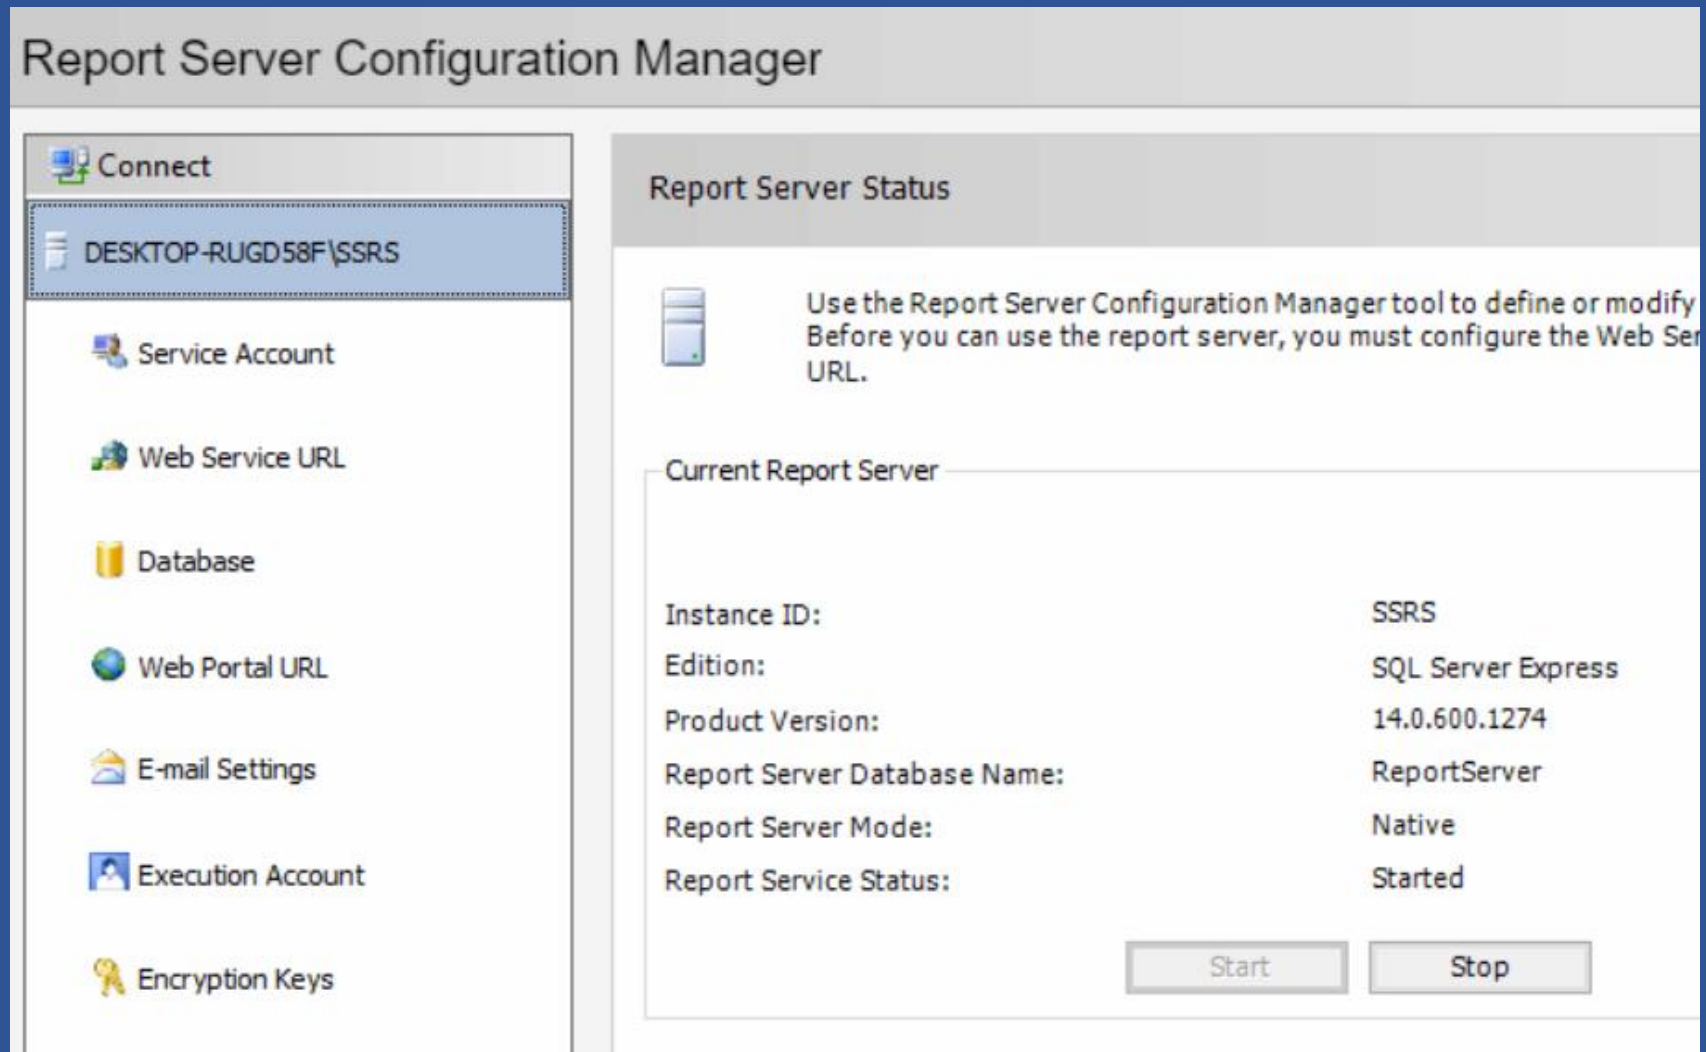 Report Server Configuration Manager
Connect
DESKTOP-RUGD58F\SSRS
Service Account
Web Service URL
Database
Web Portal URL
E-mail Settings
Execution Account
Encryption Keys
Report Server Status
Use the Report Server Configuration Manager tool to define or modify
Before you can use the report server, you must configure the Web Ser
URL.
Current Report Server
Instance ID: SSRS
Edition: SQL Server Express
Product Version: 14.0.600.1274
Report Server Database Name: ReportServer
Report Server Mode: Native
Report Service Status: Started
Start Stop